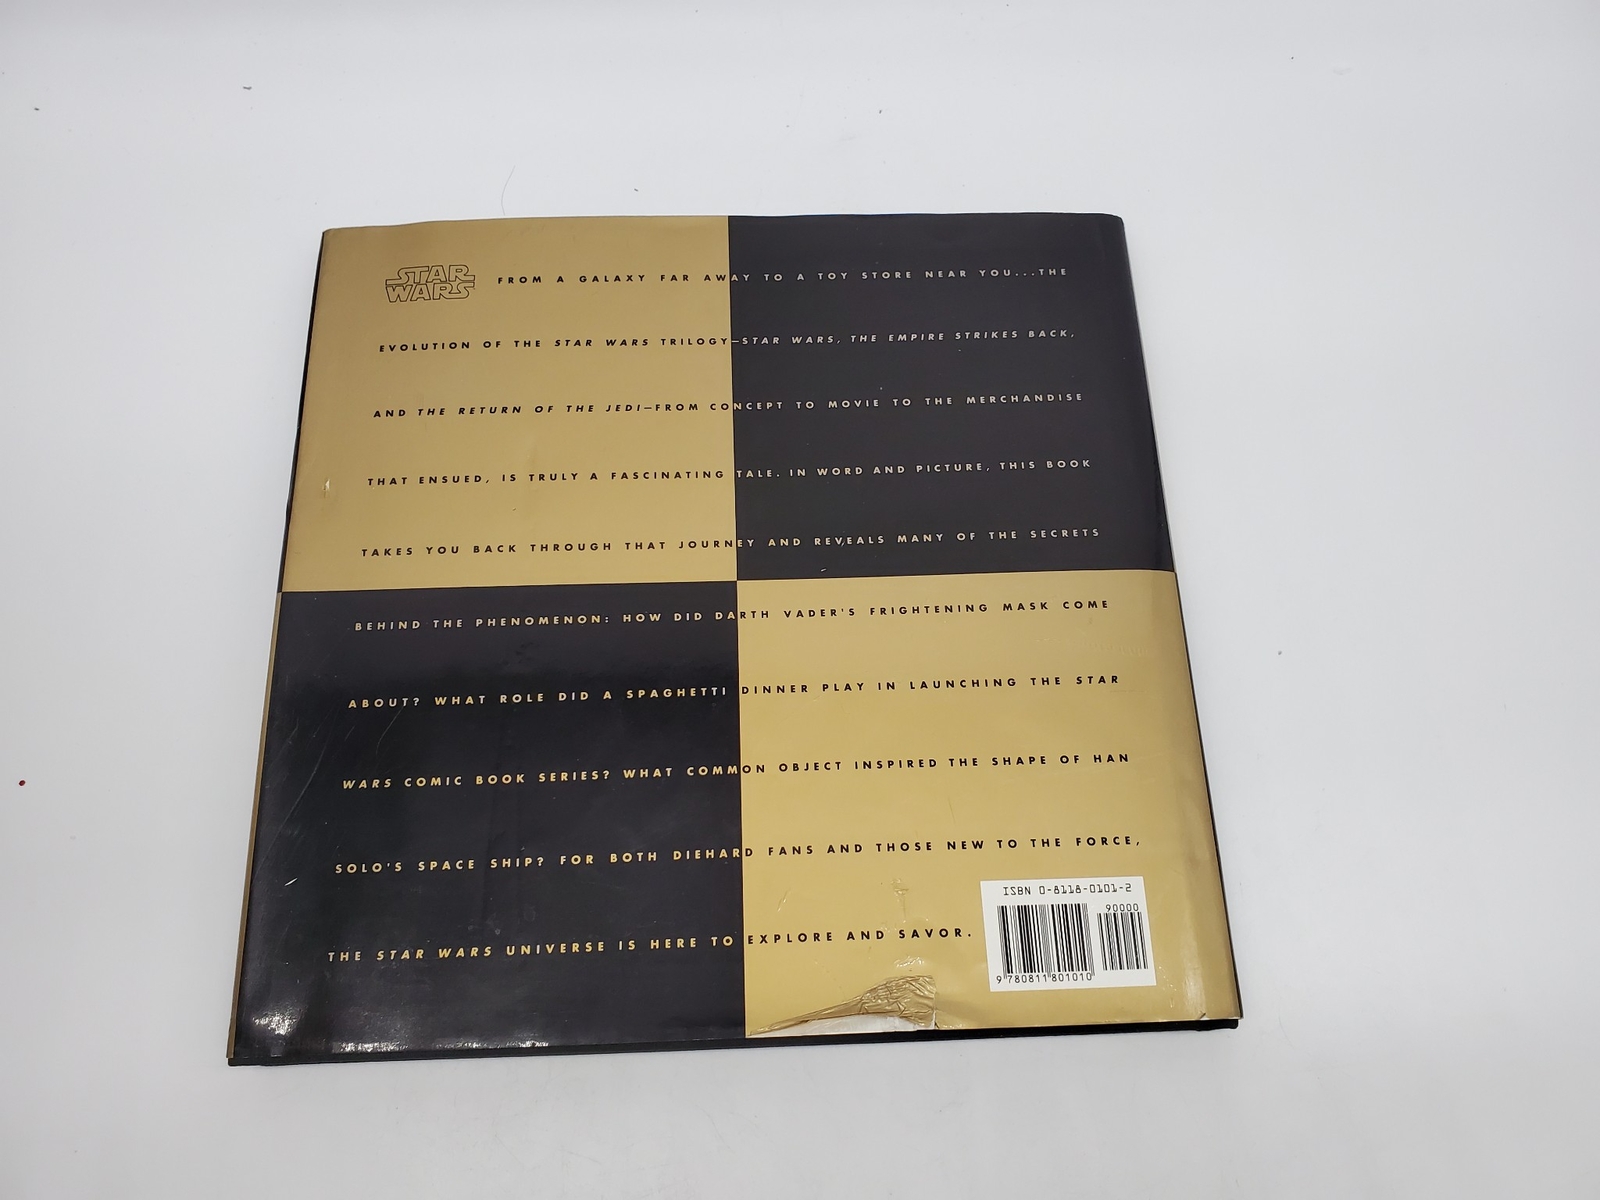 STAR WARS FROM A GALAXY FAR AWAY TO A TOY STORE NEAR YOU...THE
EVOLUTION OF THE STAR WARS TRILOGY—STAR WARS, THE EMPIRE STRIKES BACK,
AND THE RETURN OF THE JEDI—FROM CONCEPT TO MOVIE TO THE MERCHANDISE
THAT ENSUED, IS TRULY A FASCINATING TALE. IN WORD AND PICTURE, THIS BOOK
TAKES YOU BACK THROUGH THAT JOURNEY AND REVEALS MANY OF THE SECRETS
BEHIND THE PHENOMENON: HOW DID DARTH VADER'S FRIGHTENING MASK COME
ABOUT? WHAT ROLE DID A SPAGHETTI DINNER PLAY IN LAUNCHING THE STAR
WARS COMIC BOOK SERIES? WHAT COMMON OBJECT INSPIRED THE SHAPE OF HAN
SOLO'S SPACE SHIP? FOR BOTH DIEHARD FANS AND THOSE NEW TO THE FORCE,
THE STAR WARS UNIVERSE IS HERE TO EXPLORE AND SAVOR.
ISBN 0-8118-0101-2
90000
9 780811 801010